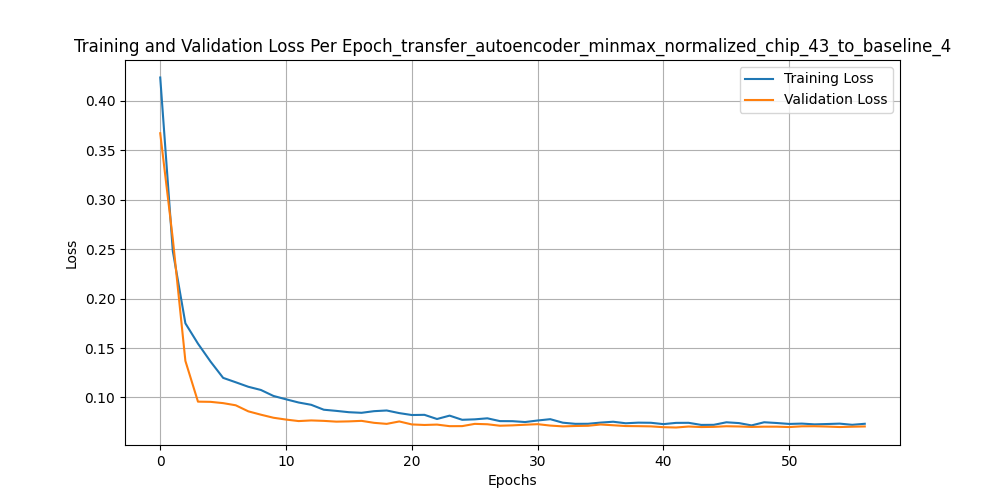 Training and Validation Loss Per Epoch_transfer_autoencoder_minmax_normalized_chip_43_to_baseline_4
Training Loss
Validation Loss
0.40
0.35
0.30
0.25
0.20
0.15
0.10
Loss
0
10
20
30
40
50
Epochs